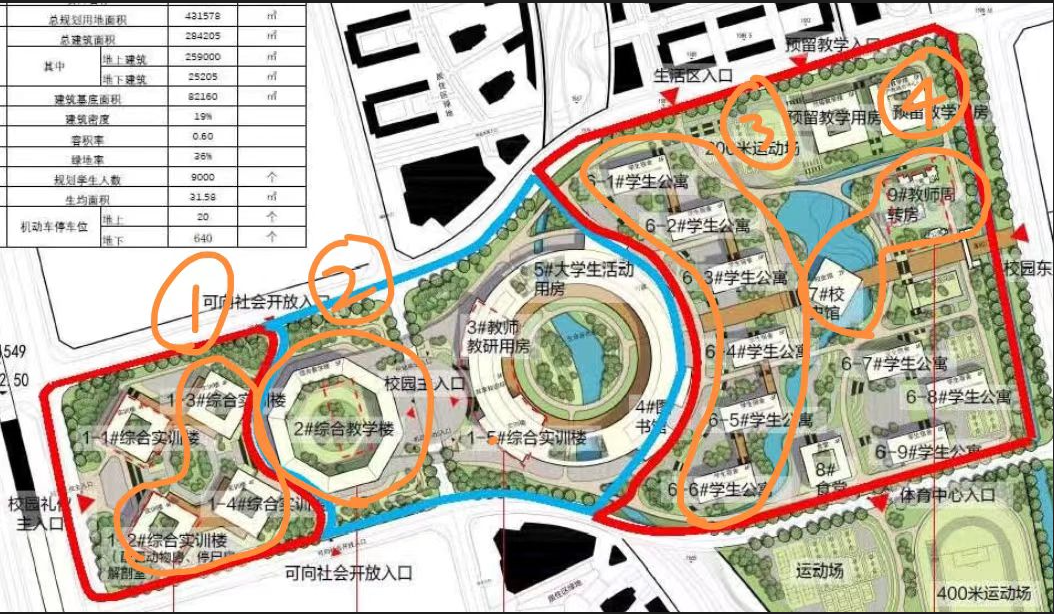 总规划用地面积 431578 ㎡
总建筑面积 284205 ㎡
其中 地上建筑 259000 ㎡
地下建筑 25205 ㎡
建筑基底面积 82160 ㎡
建筑密度 19%
容积率 0.60
绿地率 36%
规划学生人数 9000 个
生均面积 31.58 ㎡
机动车停车位 地上 20 个
地下 640 个
预留教学入口
生活区入口
3
4
预留教学用房
预留教学用房
200米运动场
6-1#学生公寓
9#教师周
转房
6-2#学生公寓
校园东
5#大学生活动
用房
6-3#学生公寓
7#校
1
2
可向社会开放入口
3#教师
教研用房
6-4#学生公寓
6-7#学生公寓
校园主入口
6-8#学生公寓
1-3#综合实训楼
4#图
书馆
6-5#学生公寓
1-1#综合实训楼
2#综合教学楼
1-5#综合实训楼
6-9#学生公寓
8#
食堂
6-6#学生公寓
校园礼仪
主入口
1-4#综合实训
体育中心入口
1-2#综合实训楼
可向社会开放入口
运动场
400米运动场
居住区绿地
居住区绿地